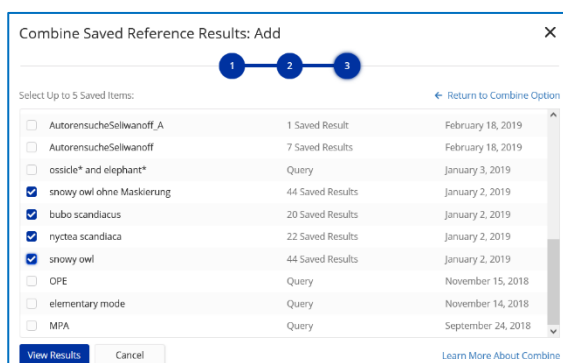 Combine Saved Reference Results: Add
1 2 3
Select Up to 5 Saved Items: Return to Combine Option
AutorensucheSeliwanoff_A 1 Saved Result February 18, 2019
AutorensucheSeliwanoff 7 Saved Results February 18, 2019
ossicle* and elephant* Query January 3, 2019
snowy owl ohne Maskierung 44 Saved Results January 2, 2019
bubo scandiacus 20 Saved Results January 2, 2019
nyctea scandiaca 22 Saved Results January 2, 2019
snowy owl 44 Saved Results January 2, 2019
OPE Query November 15, 2018
elementary mode Query November 14, 2018
MPA Query September 24, 2018
View Results Cancel Learn More About Combine